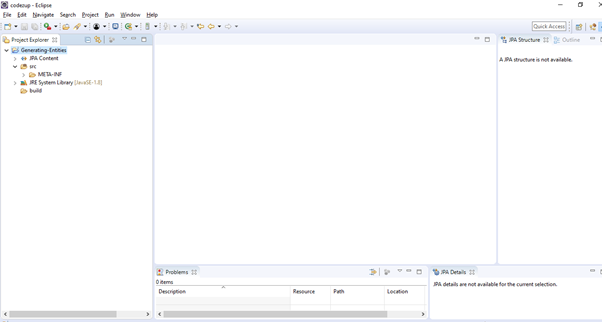 codezup - Eclipse
File Edit Navigate Search Project Run Window Help
Quick Access
Project Explorer
Generating-Entities
JPA Content
src
META-INF
JRE System Library [JavaSE-1.8]
build
JPA Structure
Outline
A JPA structure is not available.
Problems
0 items
Description Resource Path Location
JPA Details
JPA details are not available for the current selection.